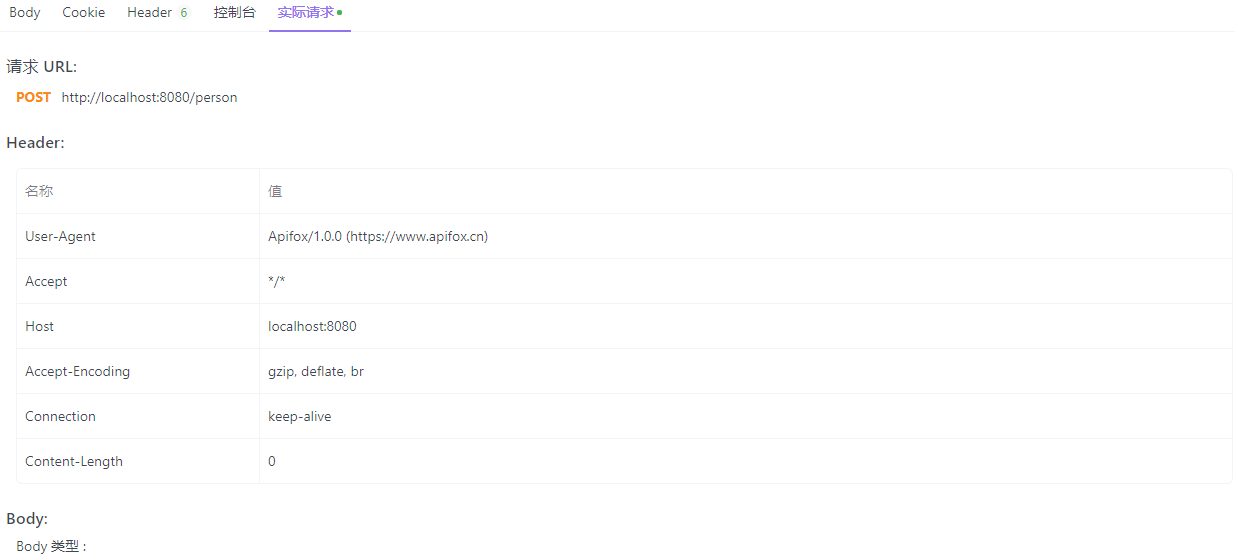 Body Cookie Header 6 控制台 实际请求
请求 URL:
POST http://localhost:8080/person
Header:
名称 值
User-Agent Apifox/1.0.0 (https://www.apifox.cn)
Accept */*
Host localhost:8080
Accept-Encoding gzip, deflate, br
Connection keep-alive
Content-Length 0
Body:
Body 类型 :